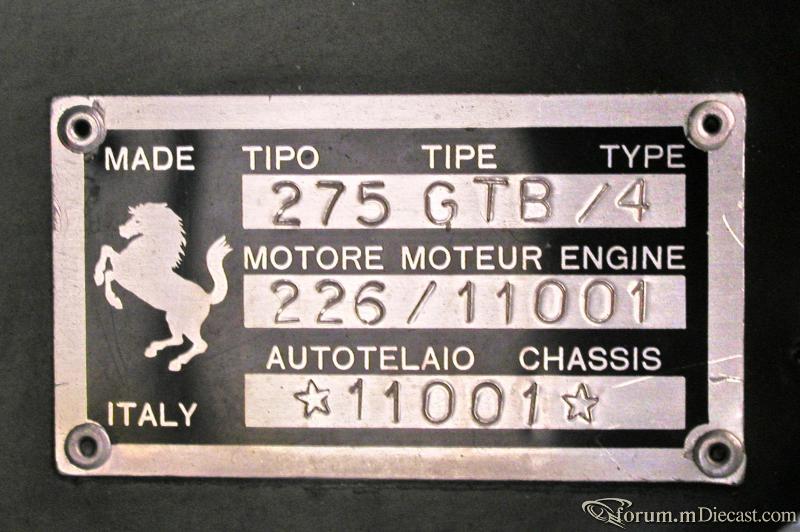 MADE TIPO TIPE TYPE
275 GTB/4
MOTORE MOTEUR ENGINE
226/11001
AUTOTELAIO CHASSIS
☆11001☆
ITALY
forum.mDiecast.com